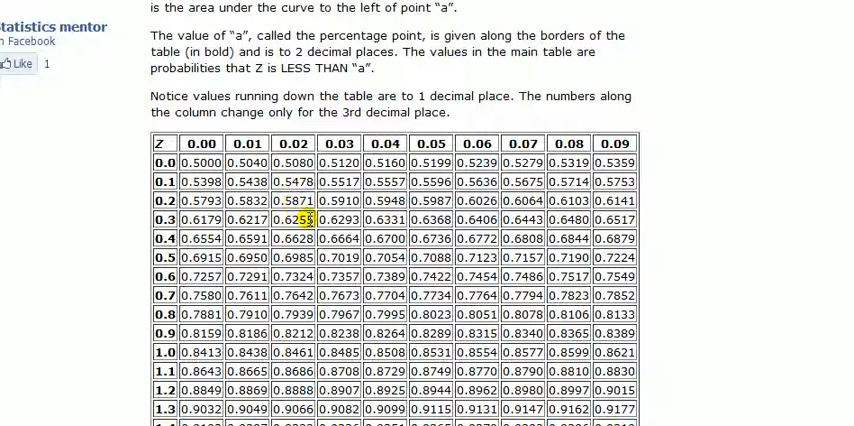 is the area under the curve to the left of point “a”.
tatistics mentor
n Facebook
Like 1
The value of “a”, called the percentage point, is given along the borders of the
table (in bold) and is to 2 decimal places. The values in the main table are
probabilities that Z is LESS THAN “a”.
Notice values running down the table are to 1 decimal place. The numbers along
the column change only for the 3rd decimal place.
Z 0.00 0.01 0.02 0.03 0.04 0.05 0.06 0.07 0.08 0.09
0.0 0.5000 0.5040 0.5080 0.5120 0.5160 0.5199 0.5239 0.5279 0.5319 0.5359
0.1 0.5398 0.5438 0.5478 0.5517 0.5557 0.5596 0.5636 0.5675 0.5714 0.5753
0.2 0.5793 0.5832 0.5871 0.5910 0.5948 0.5987 0.6026 0.6064 0.6103 0.6141
0.3 0.6179 0.6217 0.6255 0.6293 0.6331 0.6368 0.6406 0.6443 0.6480 0.6517
0.4 0.6554 0.6591 0.6628 0.6664 0.6700 0.6736 0.6772 0.6808 0.6844 0.6879
0.5 0.6915 0.6950 0.6985 0.7019 0.7054 0.7088 0.7123 0.7157 0.7190 0.7224
0.6 0.7257 0.7291 0.7324 0.7357 0.7389 0.7422 0.7454 0.7486 0.7517 0.7549
0.7 0.7580 0.7611 0.7642 0.7673 0.7704 0.7734 0.7764 0.7794 0.7823 0.7852
0.8 0.7881 0.7910 0.7939 0.7967 0.7995 0.8023 0.8051 0.8078 0.8106 0.8133
0.9 0.8159 0.8186 0.8212 0.8238 0.8264 0.8289 0.8315 0.8340 0.8365 0.8389
1.0 0.8413 0.8438 0.8461 0.8485 0.8508 0.8531 0.8554 0.8577 0.8599 0.8621
1.1 0.8643 0.8665 0.8686 0.8708 0.8729 0.8749 0.8770 0.8790 0.8810 0.8830
1.2 0.8849 0.8869 0.8888 0.8907 0.8925 0.8944 0.8962 0.8980 0.8997 0.9015
1.3 0.9032 0.9049 0.9066 0.9082 0.9099 0.9115 0.9131 0.9147 0.9162 0.9177